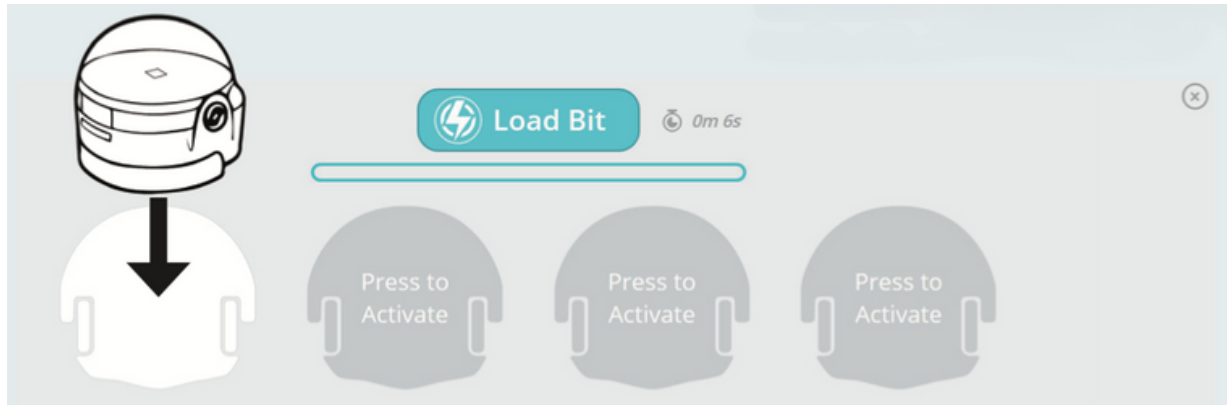 Load Bit
0m 6s
Press to
Activate
Press to
Activate
Press to
Activate